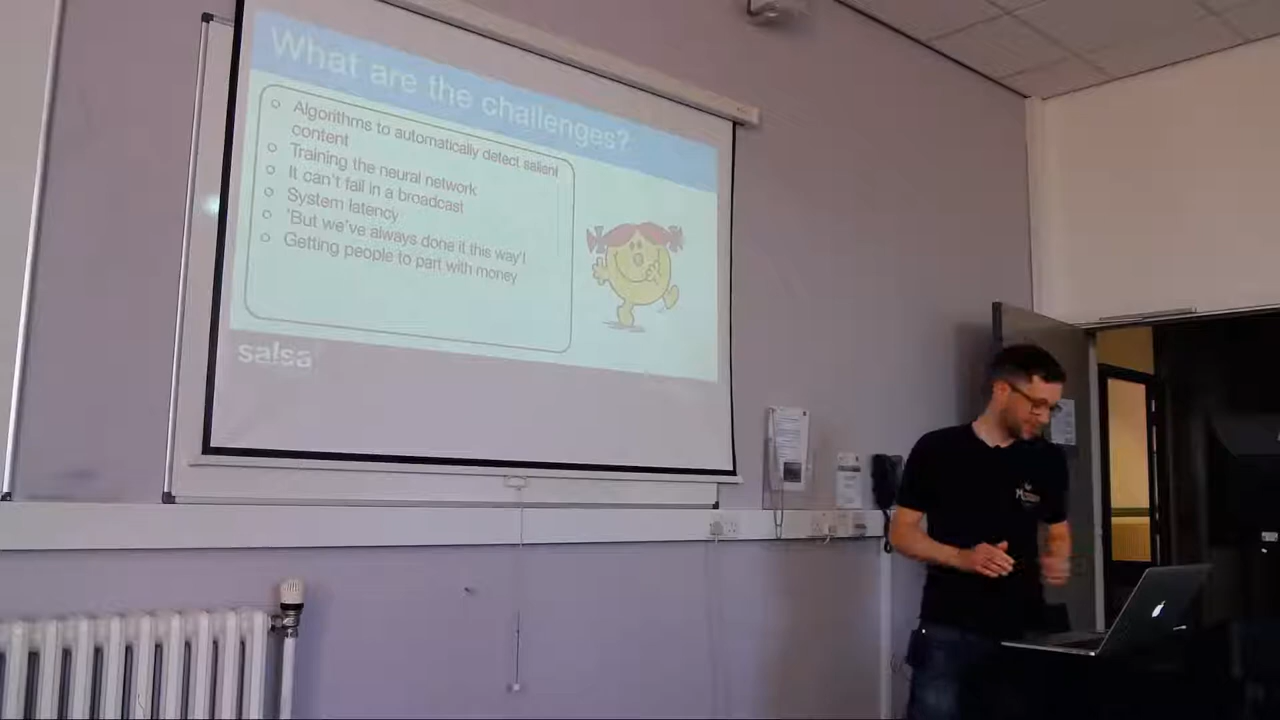 What are the challenges?
Algorithms to automatically detect salient
content
Training the neural network
It can't fail in a broadcast
System latency
'But we've always done it this way'!
Getting people to part with money
salsa